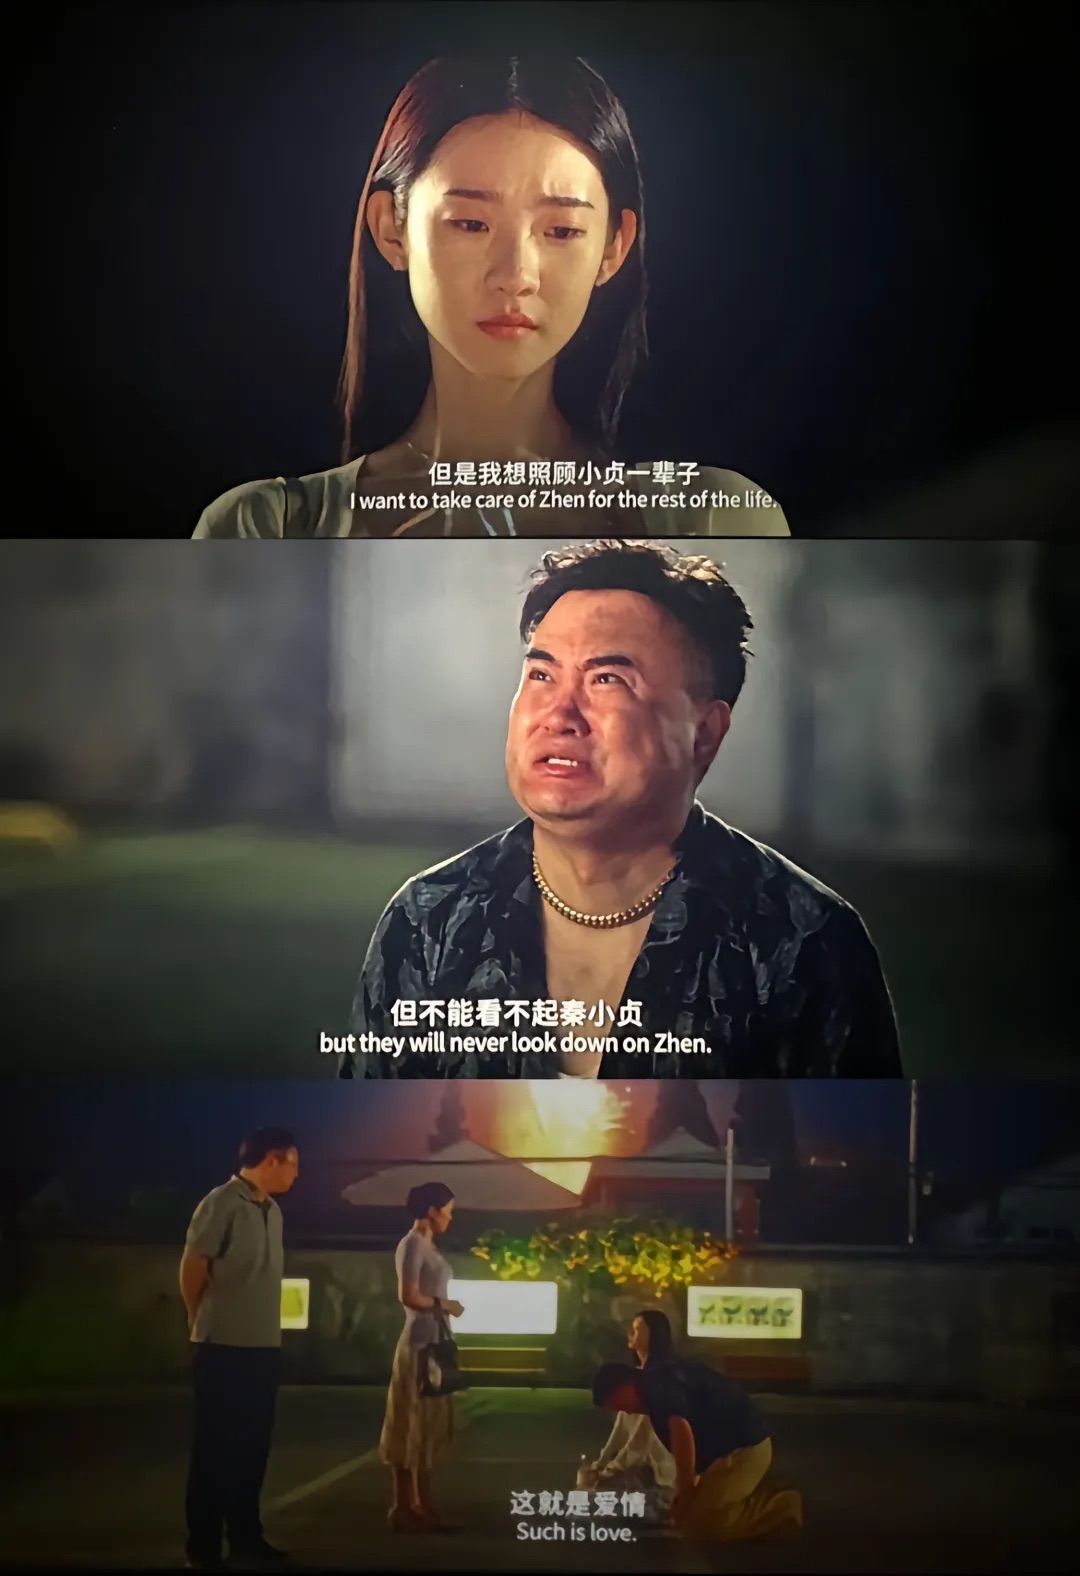 但是我想照顾小贞一辈子
I want to take care of Zhen for the rest of the life.
但不能看不起秦小贞
but they will never look down on Zhen.
这就是爱情
Such is love.